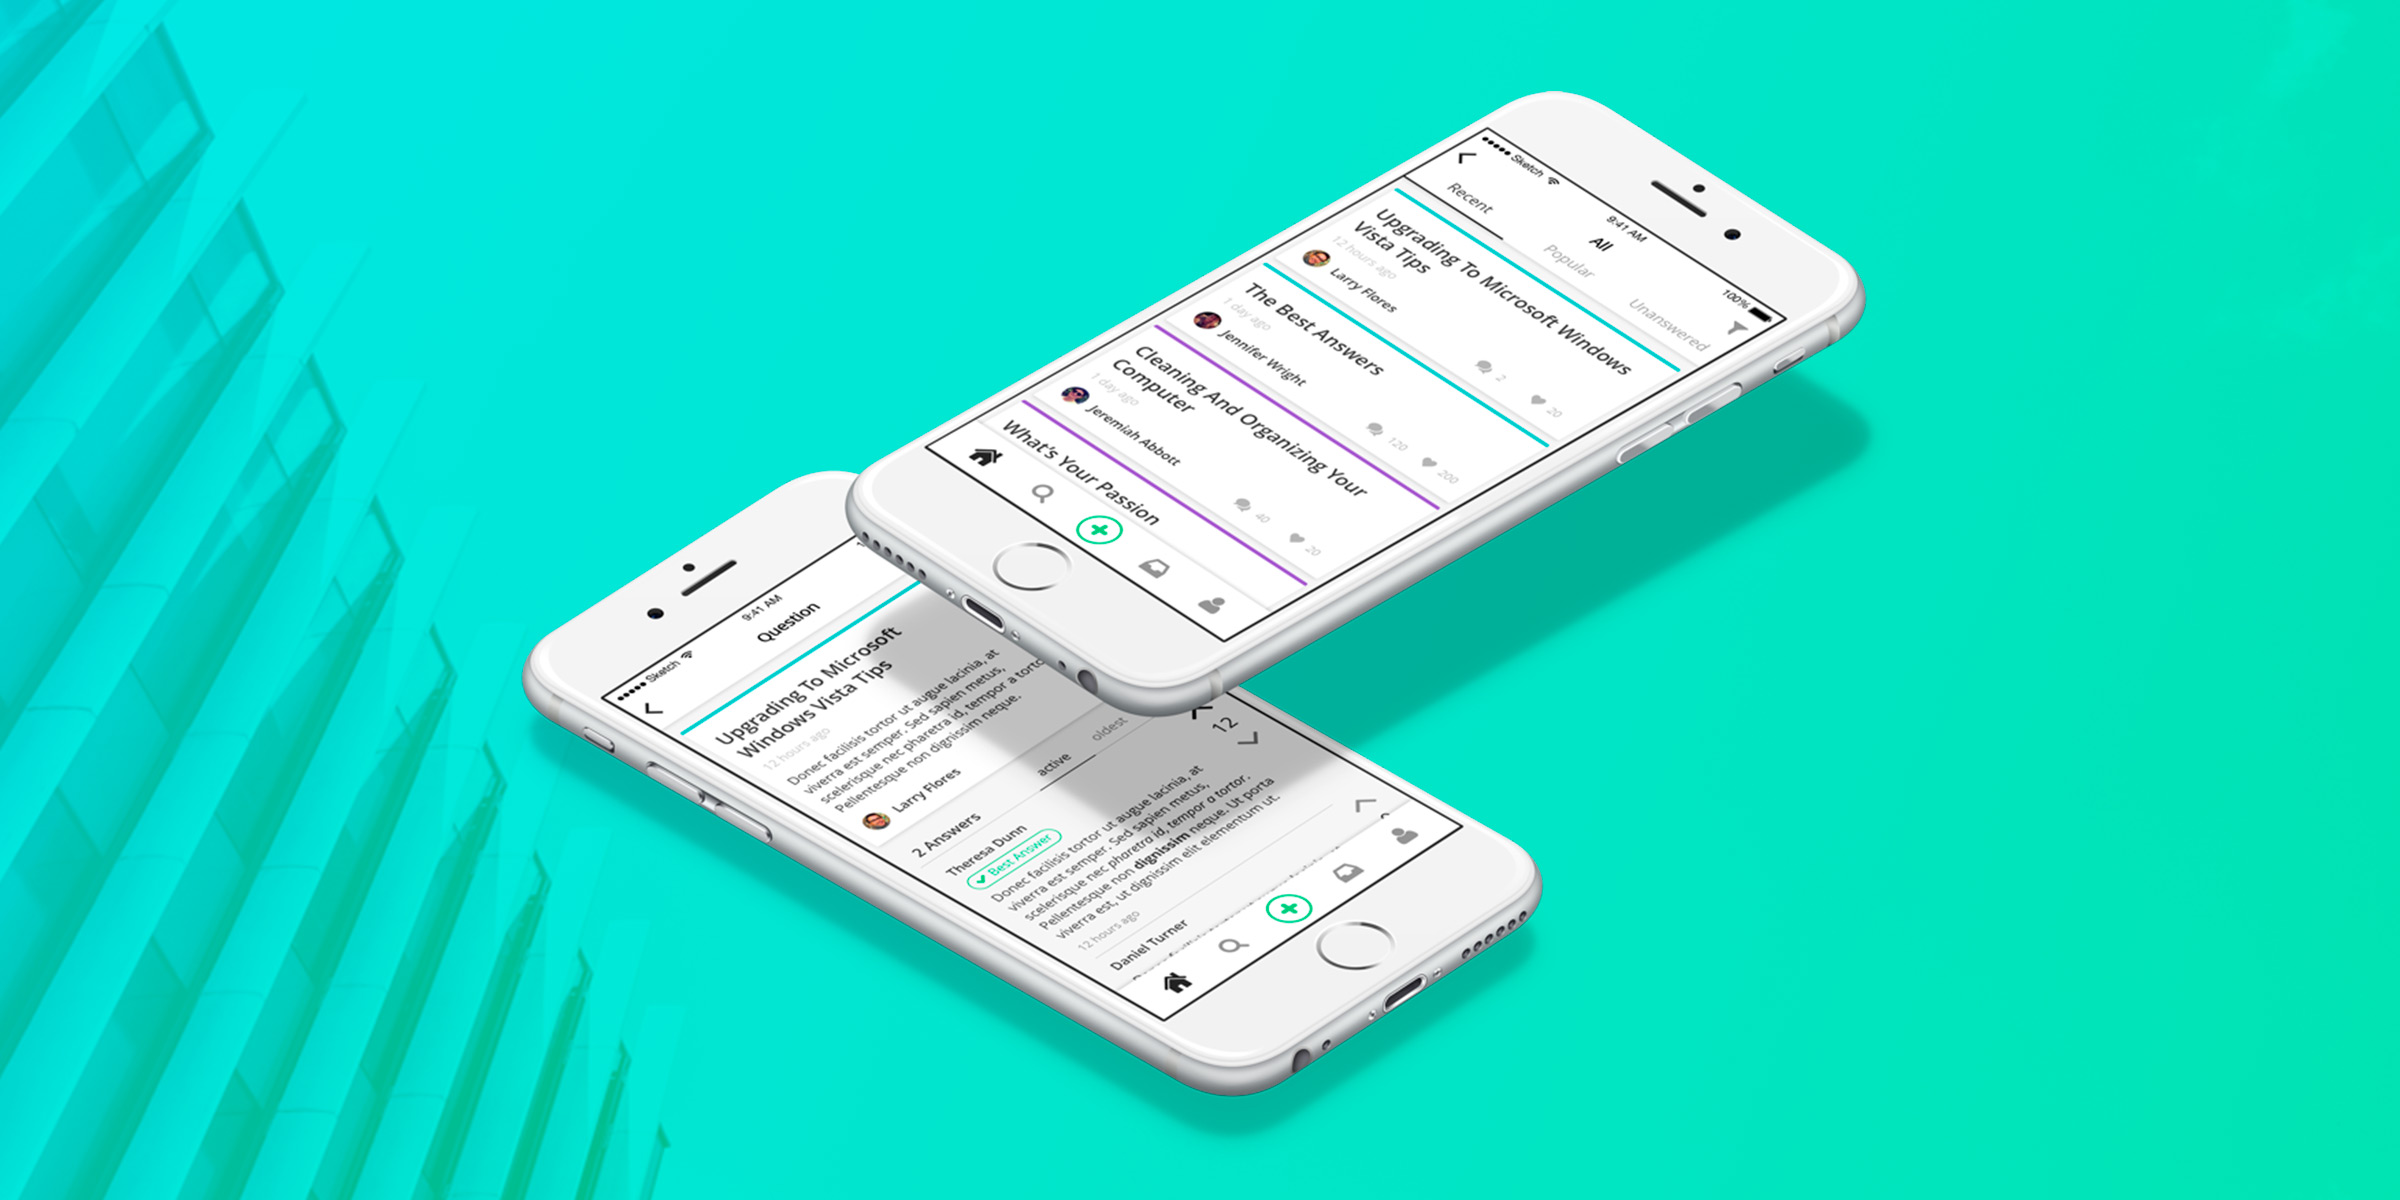 Sketch
9:41 AM
100%
All
Recent
Popular
Unanswered
Upgrading To Microsoft Windows
Vista Tips
12 hours ago
Larry Flores
2
20
The Best Answers
1 day ago
Jennifer Wright
120
200
Cleaning And Organizing Your
Computer
1 day ago
Jeremiah Abbott
40
20
What's Your Passion
Sketch
9:41 AM
Question
Upgrading To Microsoft
Windows Vista Tips
12 hours ago
Donec facilisis tortor ut augue lacinia, at
viverra est semper. Sed sapien metus,
scelerisque nec pharetra id, tempor a torto
Pellentesque non dignissim neque.
Larry Flores
2 Answers
active
oldest
Theresa Dunn
Best Answer
12
Donec facilisis tortor ut augue lacinia, at
viverra est semper. Sed sapien metus,
scelerisque nec pharetra id, tempor a tortor.
Pellentesque non dignissim neque. Ut porta
viverra est, ut dignissim elit elementum ut.
12 hours ago
Daniel Turner